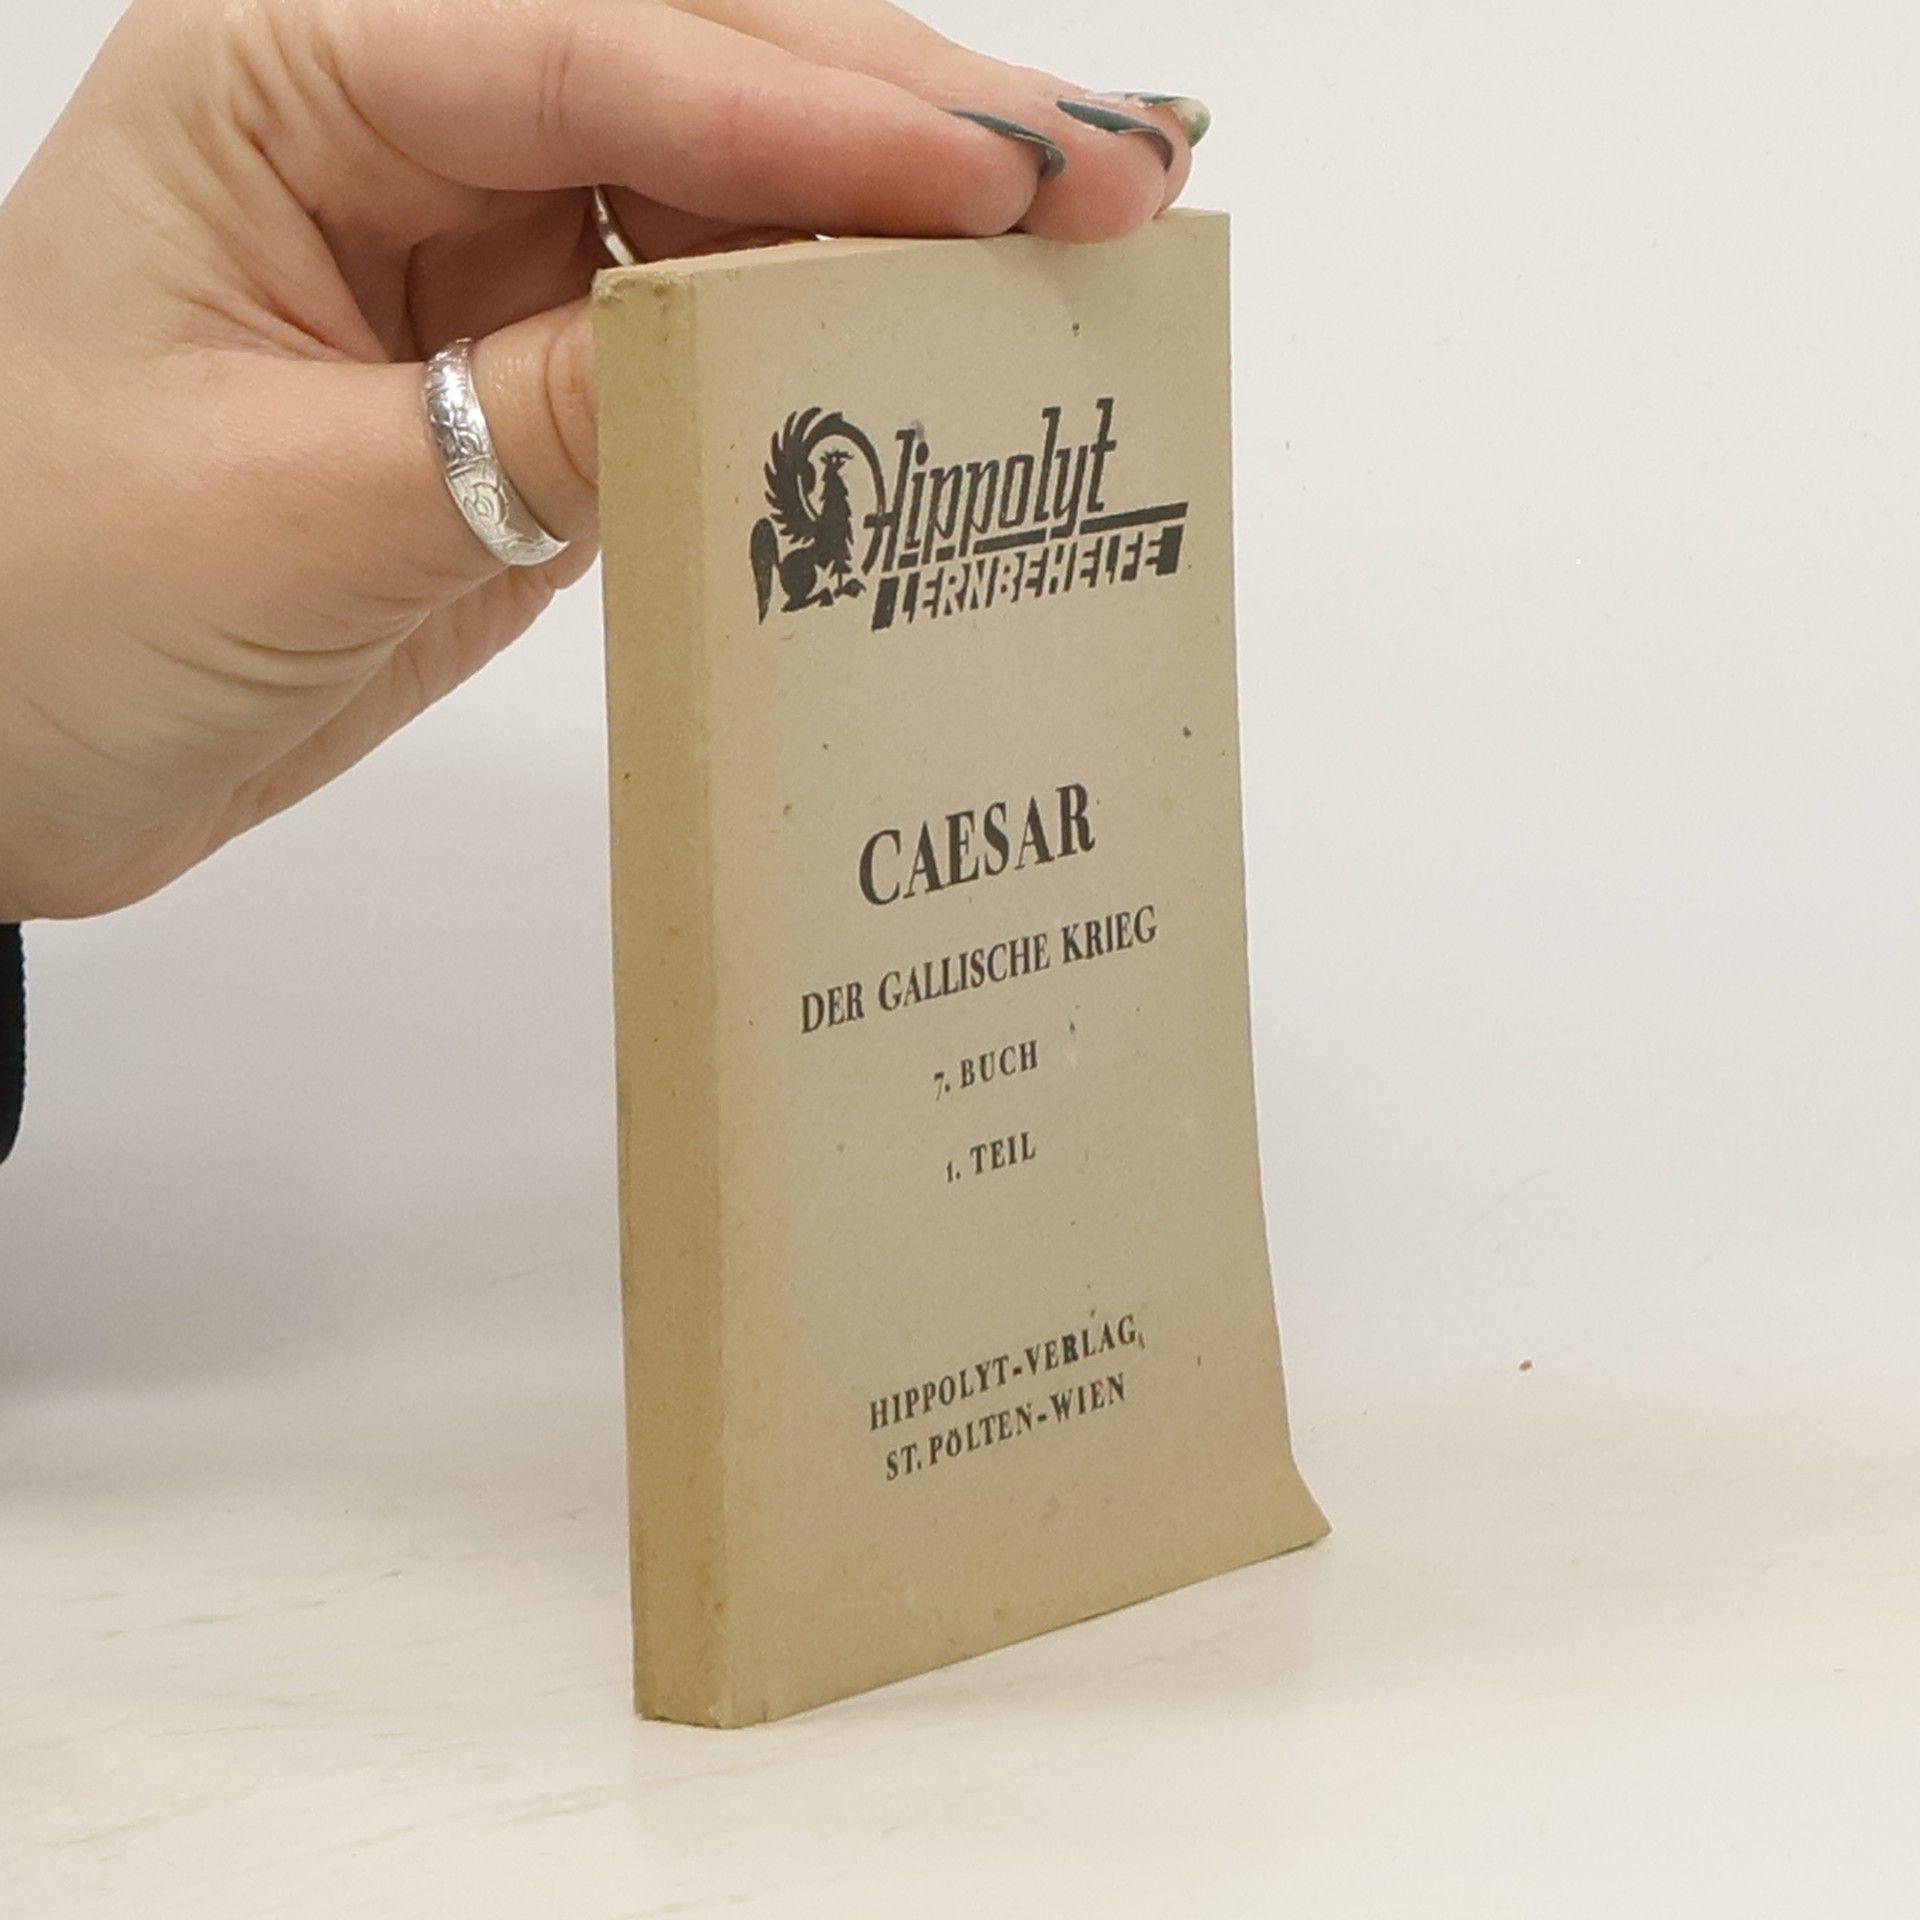 Hippolyt
LERNBEHELFE
CAESAR
DER GALLISCHE KRIEG
7. BUCH
1. TEIL
HIPPOLYT-VERLAG
ST. PÖLTEN-WIEN